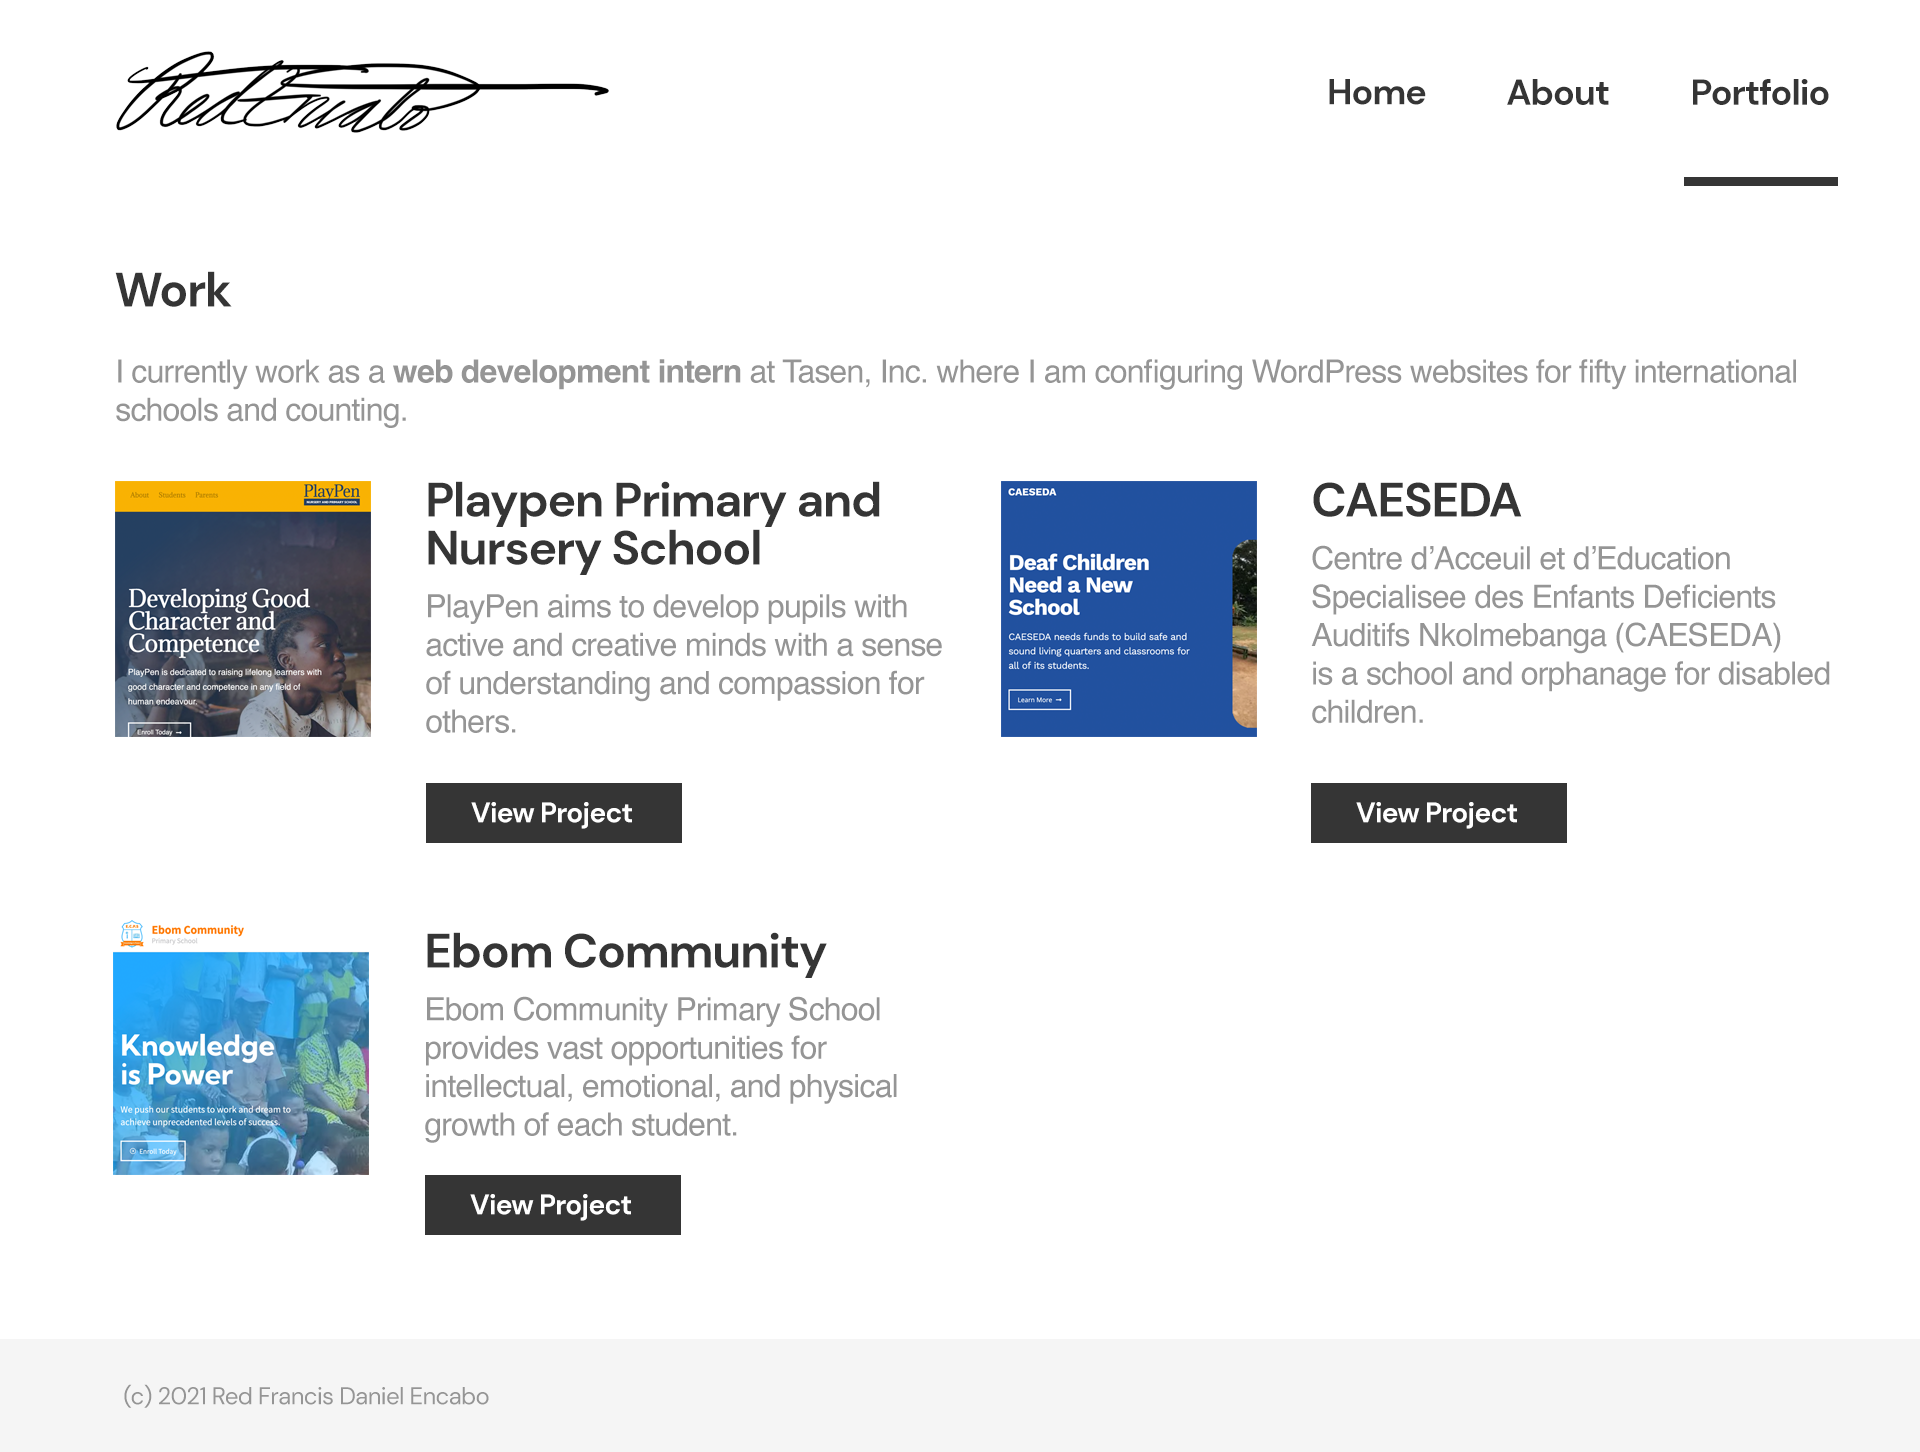 Red Encabo
Home About Portfolio
Work
I currently work as a web development intern at Tasen, Inc. where I am configuring WordPress websites for fifty international
schools and counting.
About Students Parents
PlayPen
NURSERY AND PRIMARY SCHOOL
Developing Good
Character and
Competence
PlayPen is dedicated to raising lifelong learners with
good character and competence in any field of
human endeavour.
Enroll Today →
Playpen Primary and
Nursery School
PlayPen aims to develop pupils with
active and creative minds with a sense
of understanding and compassion for
others.
View Project
CAESEDA
Deaf Children
Need a New
School
CAESEDA needs funds to build safe and
sound living quarters and classrooms for
all of its students.
Learn More →
CAESEDA
Centre d’Acceuil et d’Education
Specialisee des Enfants Deficients
Auditifs Nkolmebanga (CAESEDA)
is a school and orphanage for disabled
children.
View Project
Ebom Community
Primary School
Knowledge
is Power
We push our students to work and dream to
achieve unprecedented levels of success.
Enroll Today
Ebom Community
Ebom Community Primary School
provides vast opportunities for
intellectual, emotional, and physical
growth of each student.
View Project
(c) 2021 Red Francis Daniel Encabo